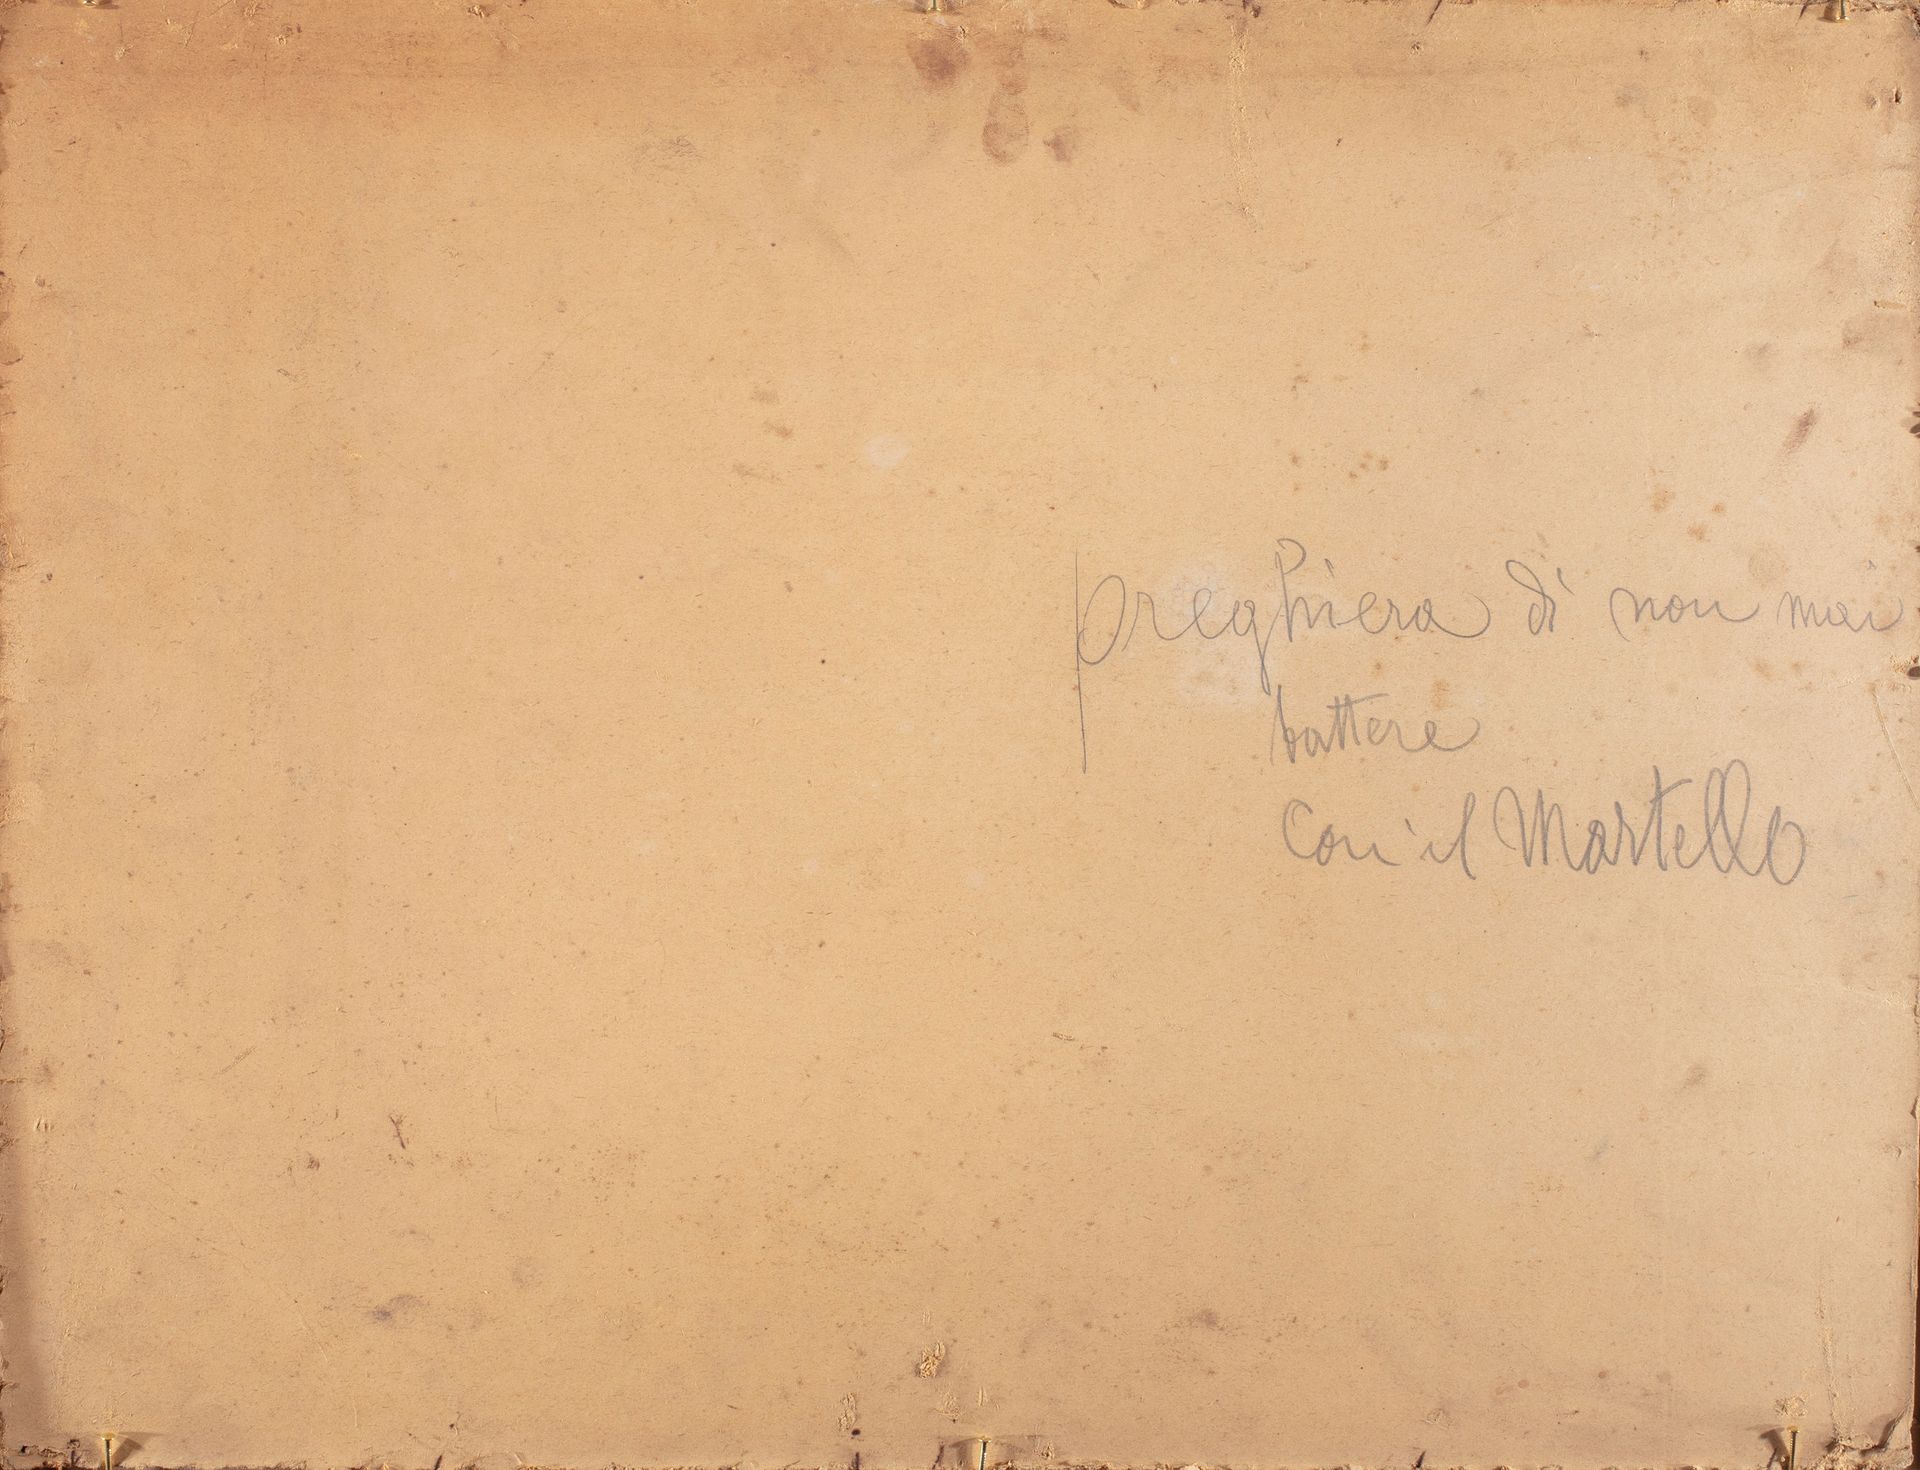 preghiera di non mai
battere
con il Martello